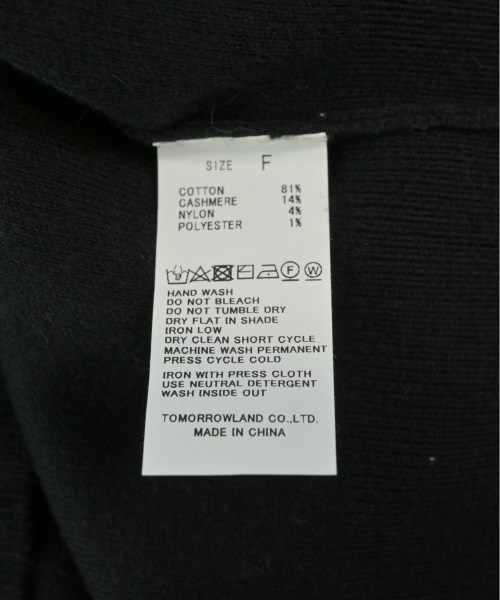 SIZE F
COTTON 81%
CASHMERE 14%
NYLON 4%
POLYESTER 1%
F W
HAND WASH
DO NOT BLEACH
DO NOT TUMBLE DRY
DRY FLAT IN SHADE
IRON LOW
DRY CLEAN SHORT CYCLE
MACHINE WASH PERMANENT
PRESS CYCLE COLD
IRON WITH PRESS CLOTH
USE NEUTRAL DETERGENT
WASH INSIDE OUT
TOMORROWLAND CO.,LTD.
MADE IN CHINA